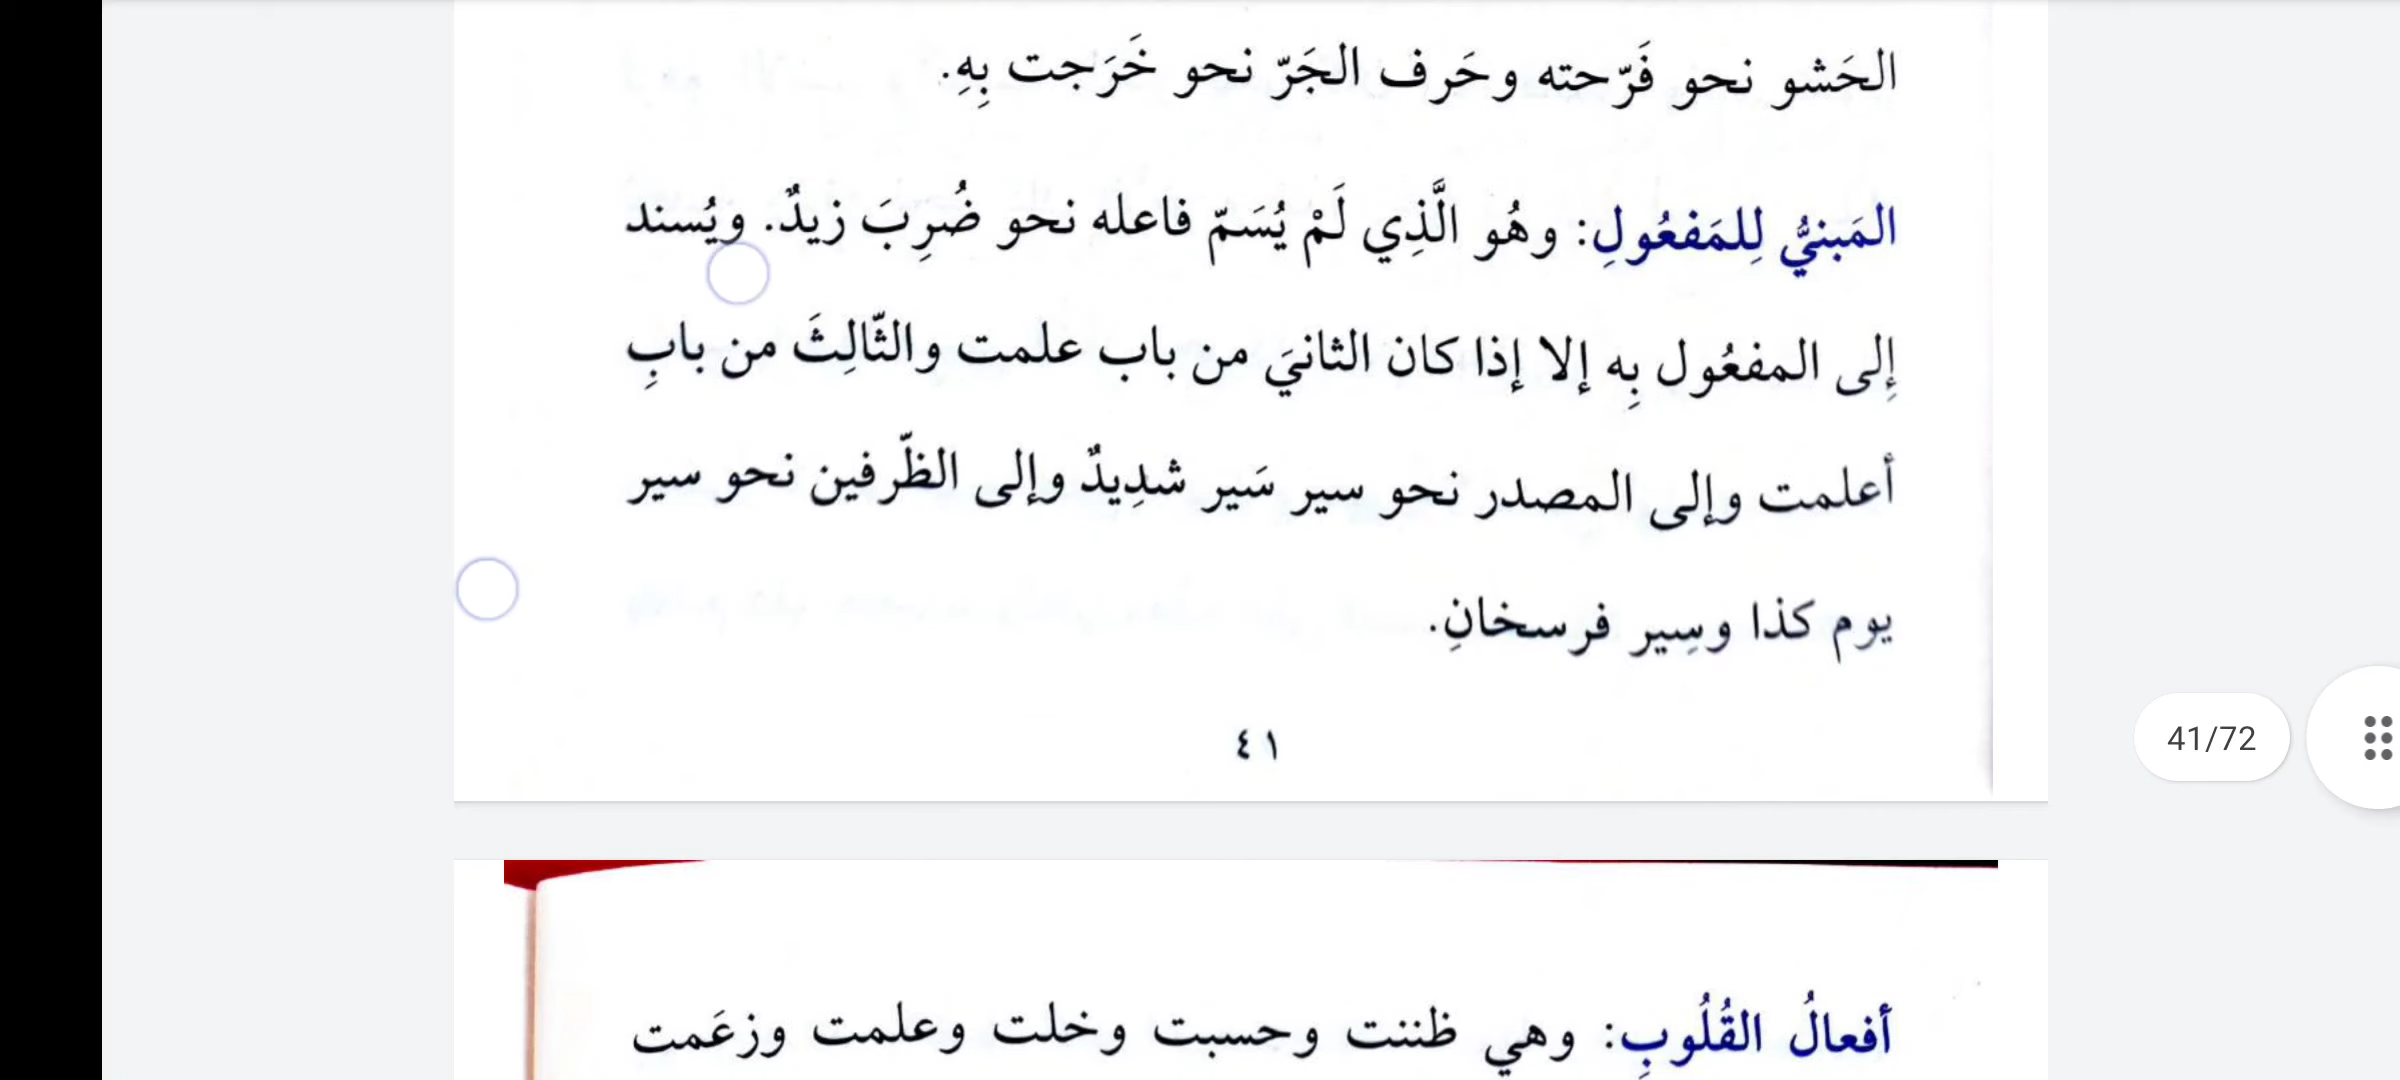 الحَشو نحو فَرّحته وحَرف الجَرّ نحو خَرَجت بِهِ.
المَبنيُّ لِلمَفعُولِ: وهُو الَّذِي لَمْ يُسَمّ فاعله نحو ضُرِبَ زيدٌ. ويُسند
إِلى المفعُول بِه إلا إذا كان الثانيَ من باب علمت والثّالِثَ من بابِ
أعلمت وإلى المصدر نحو سير سَير شدِيدٌ وإلى الظّرفين نحو سير
يوم كذا وسِير فرسخانِ.
٤١
41/72
أفعالُ القُلُوبِ: وهي ظننت وحسبت وخلت وعلمت وزعَمت